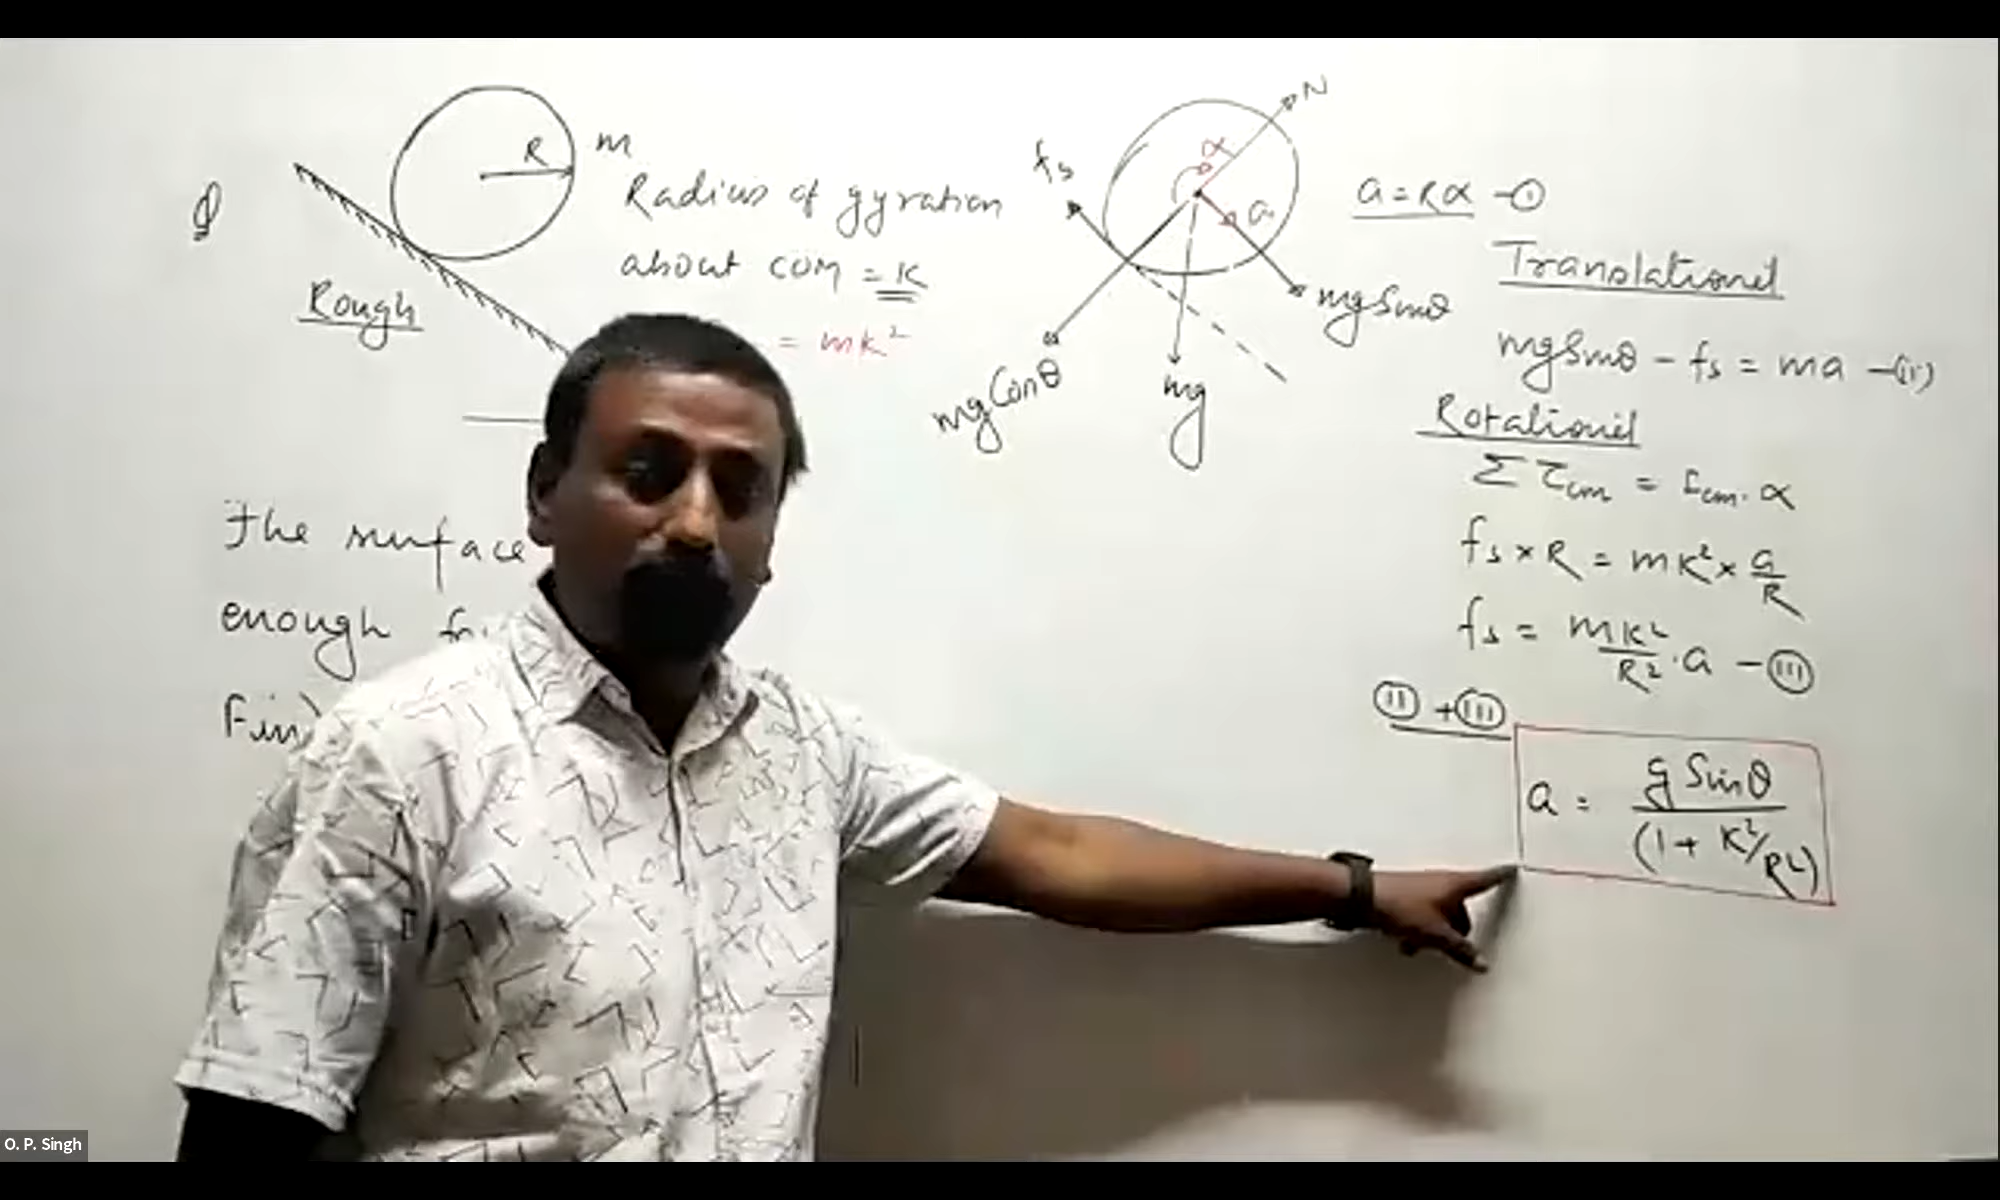 R
m
Radius of gyration
about COM = K
= mK²
Rough
The surface
enough
Find
N
α
fs
a
mg Sinθ
mg Cosθ
mg
a = Rα –(i)
Translational
mg Sinθ – fs = ma –(ii)
Rotational
Σ τcm = Icm. α
fs × R = mK² × a/R
fs = mK²/R² . a – (III)
(II) + (III)
a = g Sinθ / (1 + K²/R²)
O. P. Singh